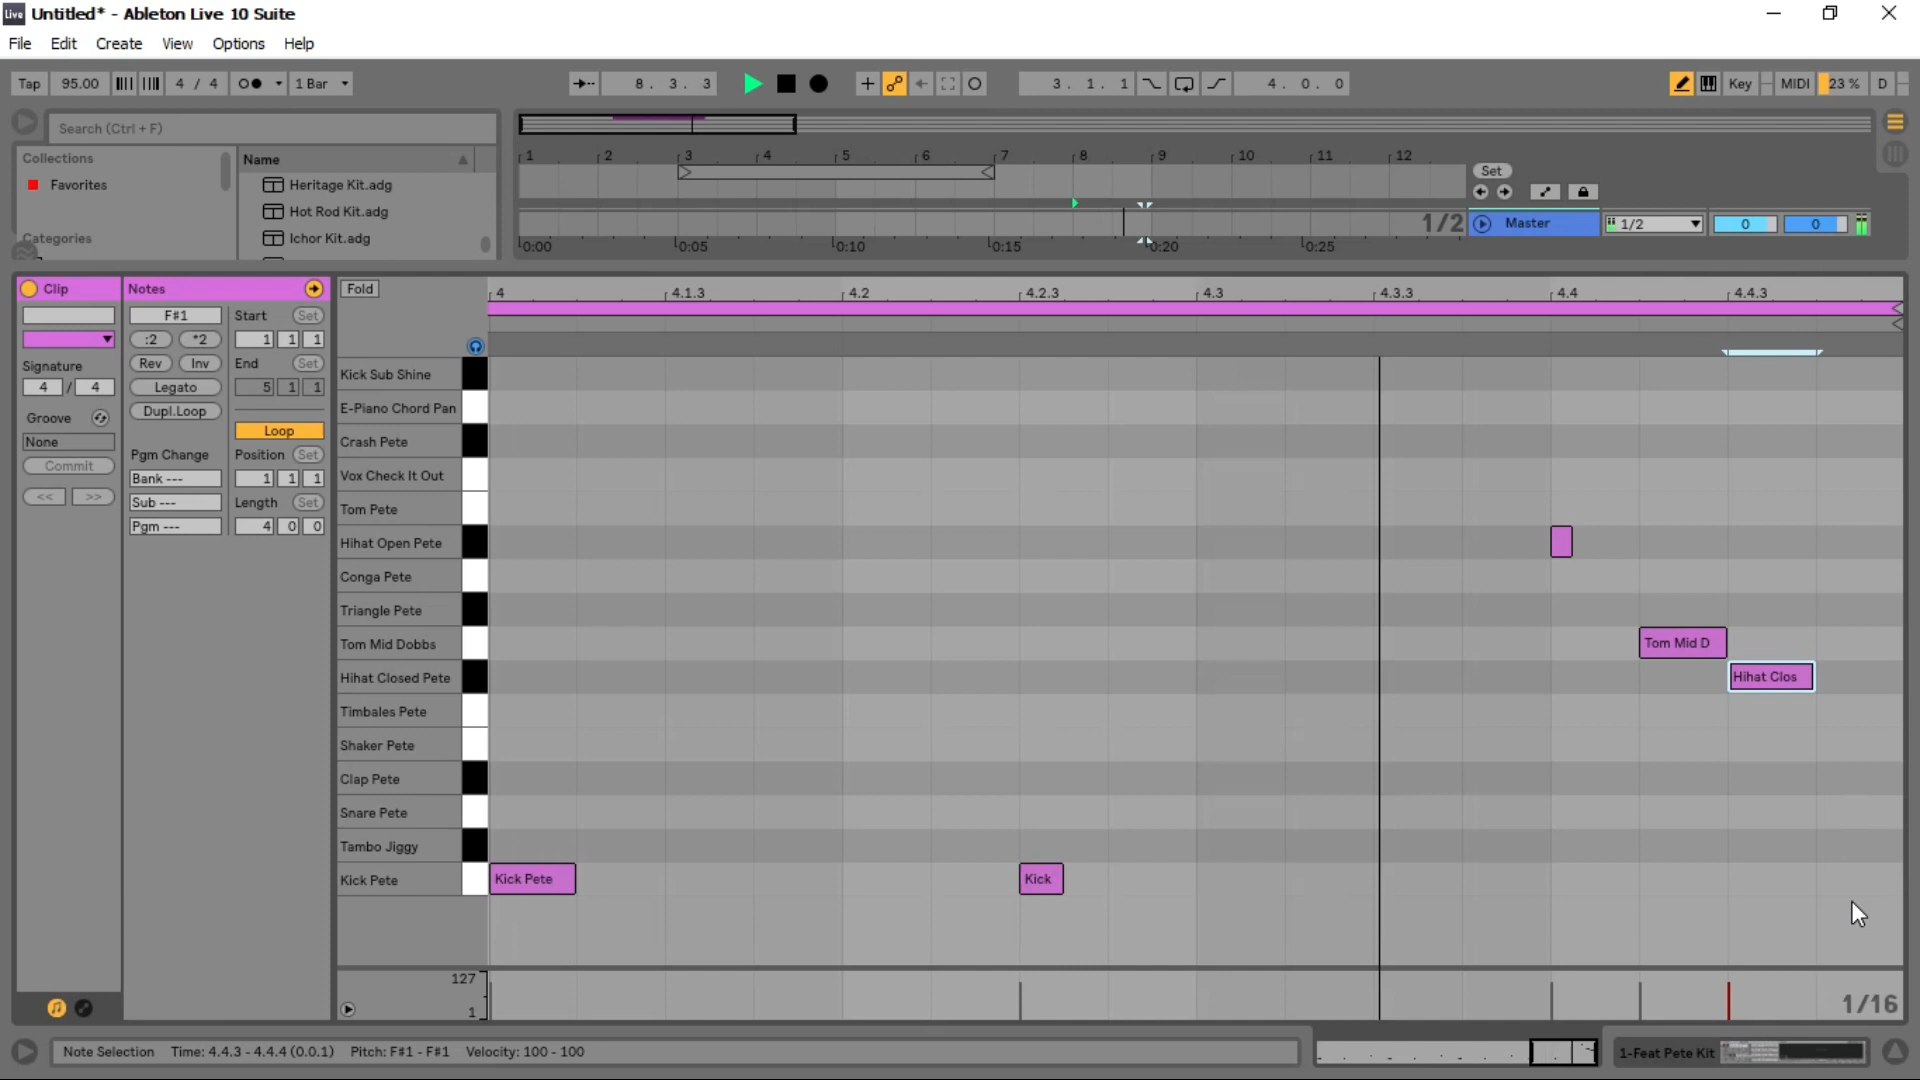 Live Untitled* - Ableton Live 10 Suite
File Edit Create View Options Help
Tap 95.00 4 / 4 1 Bar 8. 3. 3 3. 1. 1 4. 0. 0 Key MIDI 23 % D
Search (Ctrl + F)
Collections
Favorites
Categories
Name
Heritage Kit.adg
Hot Rod Kit.adg
Ichor Kit.adg
1 2 3 4 5 6 7 8 9 10 11 12
Set
1/2 Master 1/2 0 0
0:00 0:05 0:10 0:15 0:20 0:25
Clip
Signature
4 / 4
Groove
None
Commit
<< >>
Notes
F#1
:2 *2
Rev Inv
Legato
Dupl.Loop
Pgm Change
Bank ---
Sub ---
Pgm ---
Start Set
1 1 1
End Set
5 1 1
Loop
Position Set
1 1 1
Length Set
4 0 0
Fold
4 4.1.3 4.2 4.2.3 4.3 4.3.3 4.4 4.4.3
Kick Sub Shine
E-Piano Chord Pan
Crash Pete
Vox Check It Out
Tom Pete
Hihat Open Pete
Conga Pete
Triangle Pete
Tom Mid Dobbs Tom Mid D
Hihat Closed Pete Hihat Clos
Timbales Pete
Shaker Pete
Clap Pete
Snare Pete
Tambo Jiggy
Kick Pete Kick Pete Kick
127
1
1/16
Note Selection Time: 4.4.3 - 4.4.4 (0.0.1) Pitch: F#1 - F#1 Velocity: 100 - 100
1-Feat Pete Kit